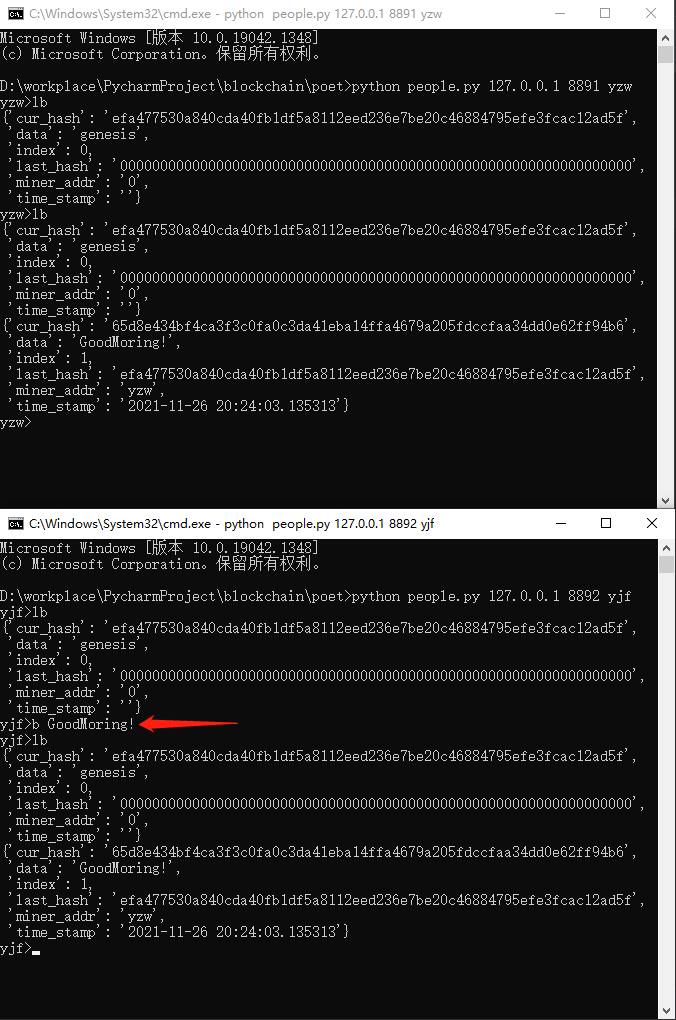 C:\Windows\System32\cmd.exe - python  people.py 127.0.0.1 8891 yzw
Microsoft Windows [版本 10.0.19042.1348]
(c) Microsoft Corporation。保留所有权利。
D:\workplace\PycharmProject\blockchain\poet>python people.py 127.0.0.1 8891 yzw
yzw>lb
{'cur_hash': 'efa477530a840cda40fb1df5a8112eed236e7be20c46884795efe3fcac12ad5f',
 'data': 'genesis',
 'index': 0,
 'last_hash': '0000000000000000000000000000000000000000000000000000000000000000',
 'miner_addr': '0',
 'time_stamp': ''}
yzw>lb
{'cur_hash': 'efa477530a840cda40fb1df5a8112eed236e7be20c46884795efe3fcac12ad5f',
 'data': 'genesis',
 'index': 0,
 'last_hash': '0000000000000000000000000000000000000000000000000000000000000000',
 'miner_addr': '0',
 'time_stamp': ''}
{'cur_hash': '65d8e434bf4ca3f3c0fa0c3da41eba14ffa4679a205fdccfaa34dd0e62ff94b6',
 'data': 'GoodMoring!',
 'index': 1,
 'last_hash': 'efa477530a840cda40fb1df5a8112eed236e7be20c46884795efe3fcac12ad5f',
 'miner_addr': 'yzw',
 'time_stamp': '2021-11-26 20:24:03.135313'}
yzw>
C:\Windows\System32\cmd.exe - python  people.py 127.0.0.1 8892 yjf
Microsoft Windows [版本 10.0.19042.1348]
(c) Microsoft Corporation。保留所有权利。
D:\workplace\PycharmProject\blockchain\poet>python people.py 127.0.0.1 8892 yjf
yjf>lb
{'cur_hash': 'efa477530a840cda40fb1df5a8112eed236e7be20c46884795efe3fcac12ad5f',
 'data': 'genesis',
 'index': 0,
 'last_hash': '0000000000000000000000000000000000000000000000000000000000000000',
 'miner_addr': '0',
 'time_stamp': ''}
yjf>b GoodMoring!
yjf>lb
{'cur_hash': 'efa477530a840cda40fb1df5a8112eed236e7be20c46884795efe3fcac12ad5f',
 'data': 'genesis',
 'index': 0,
 'last_hash': '0000000000000000000000000000000000000000000000000000000000000000',
 'miner_addr': '0',
 'time_stamp': ''}
{'cur_hash': '65d8e434bf4ca3f3c0fa0c3da41eba14ffa4679a205fdccfaa34dd0e62ff94b6',
 'data': 'GoodMoring!',
 'index': 1,
 'last_hash': 'efa477530a840cda40fb1df5a8112eed236e7be20c46884795efe3fcac12ad5f',
 'miner_addr': 'yzw',
 'time_stamp': '2021-11-26 20:24:03.135313'}
yjf>